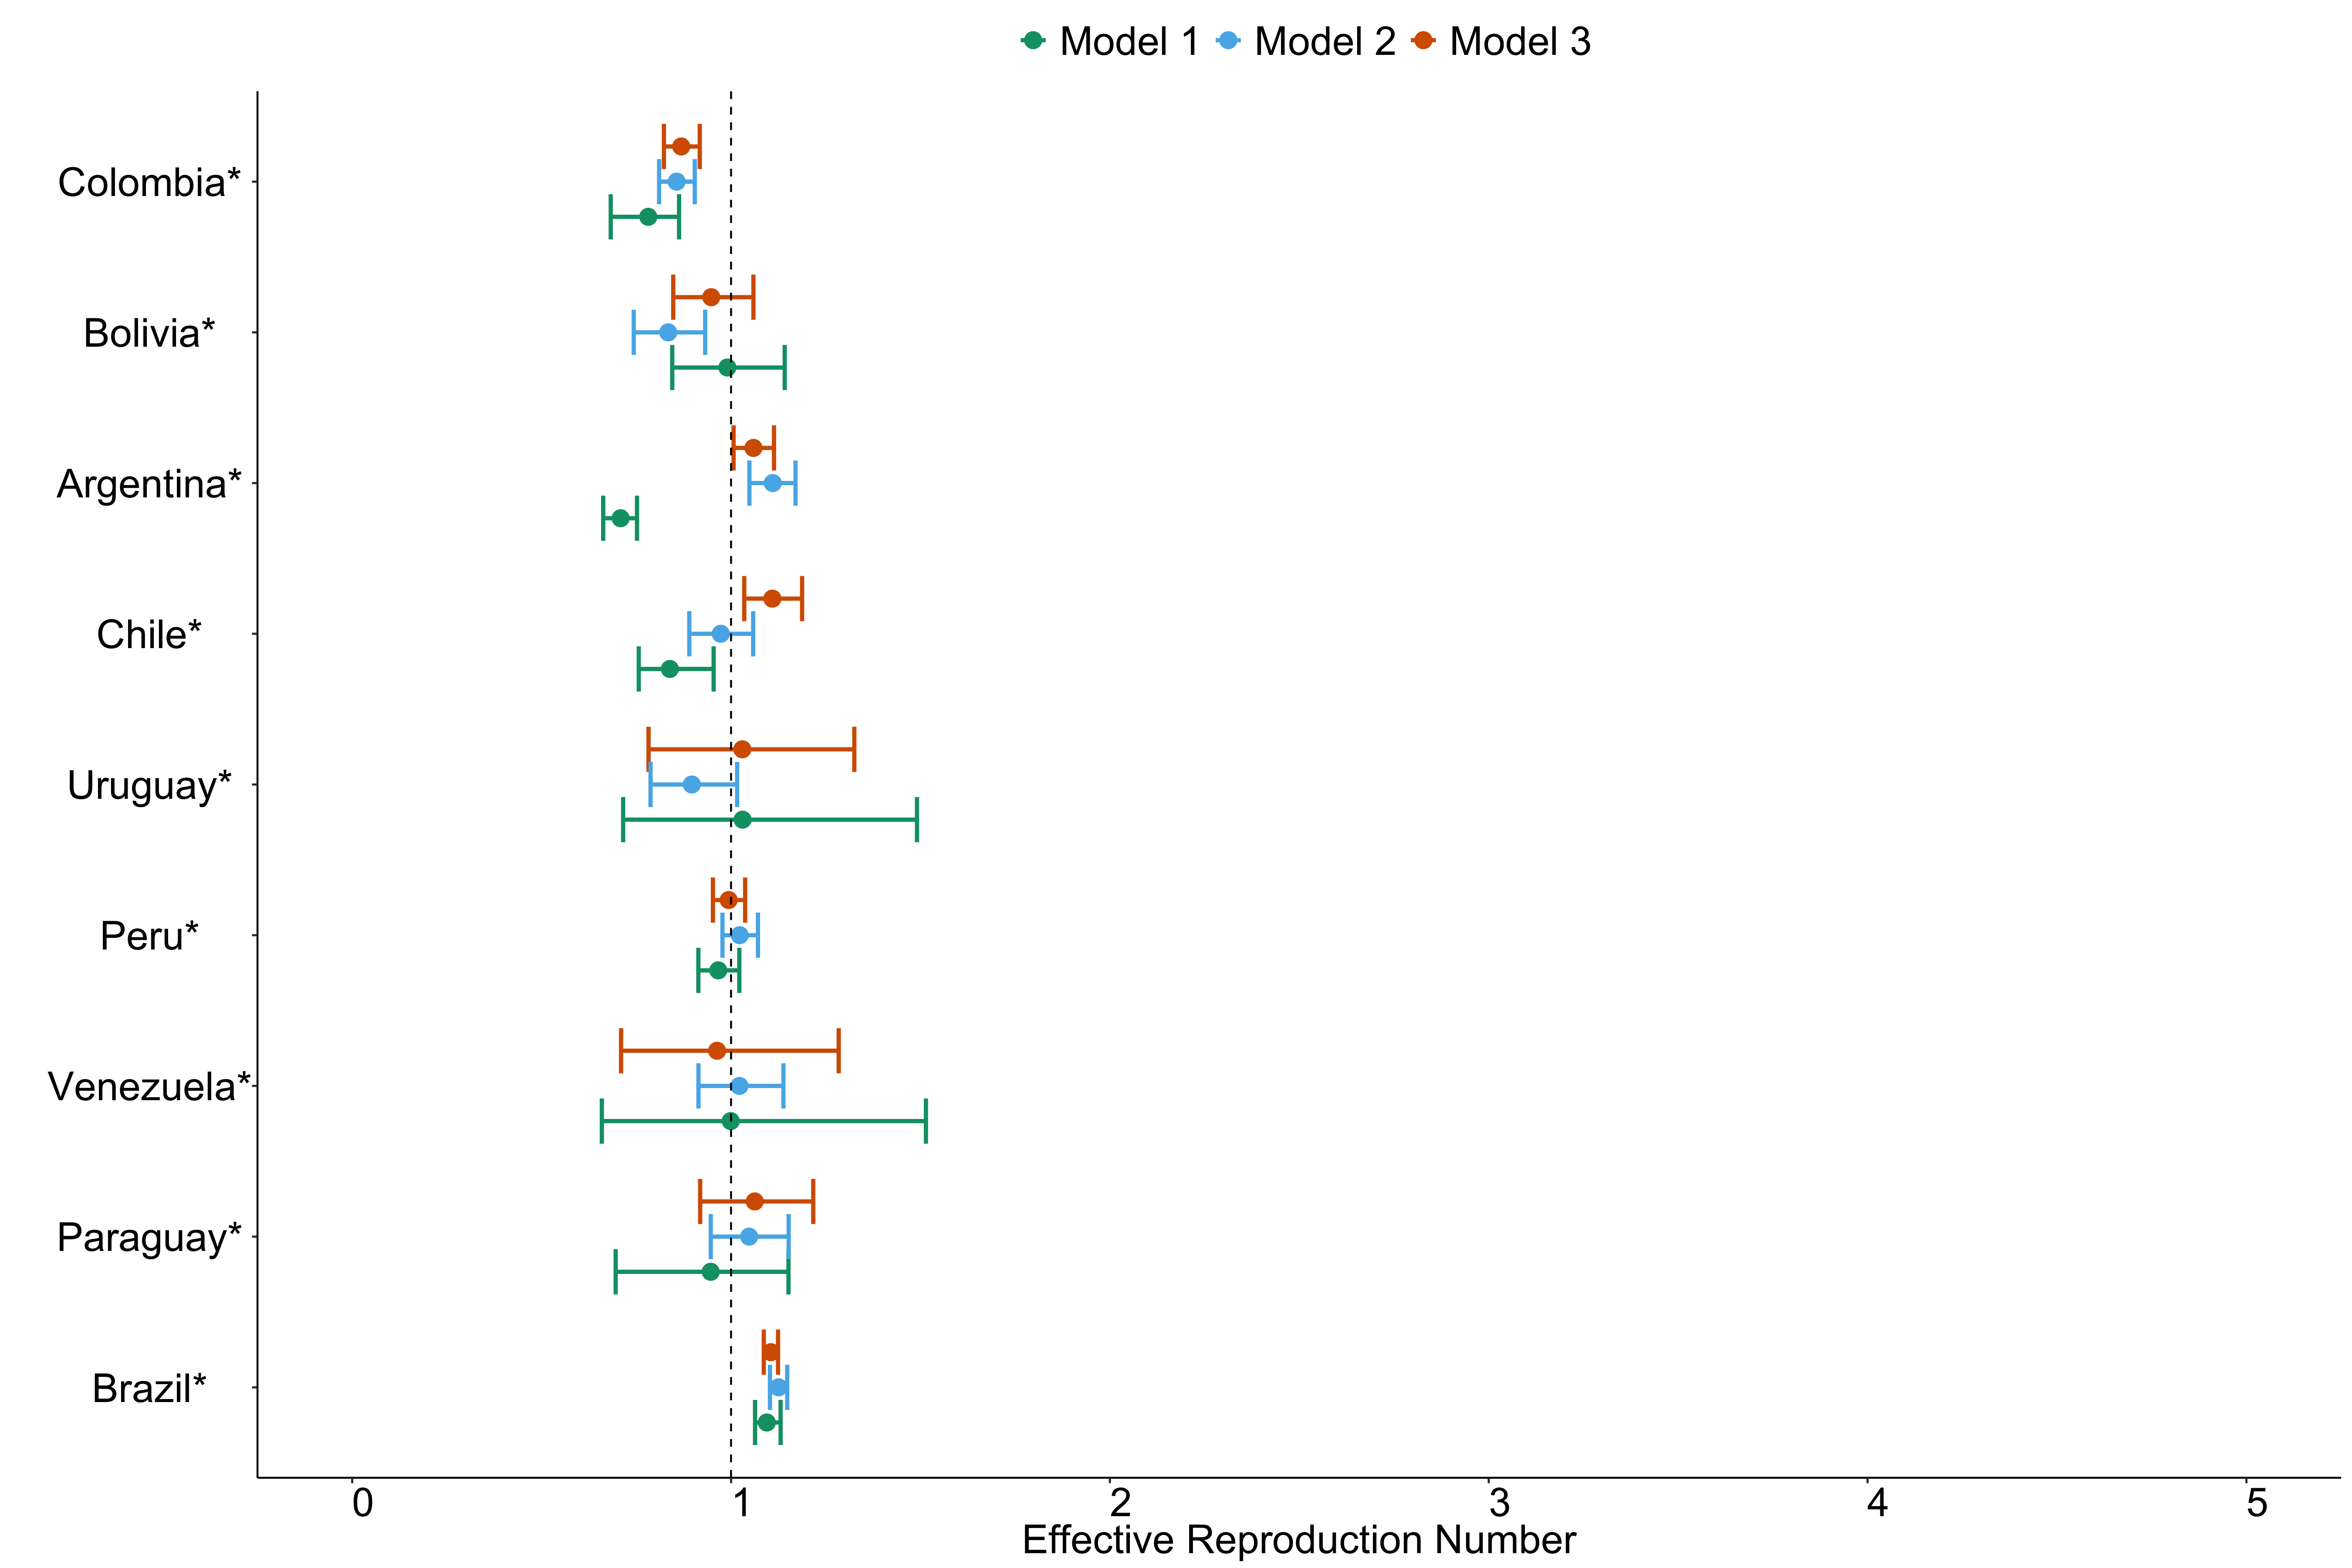 Model 1 Model 2 Model 3
Colombia*
Bolivia*
Argentina*
Chile*
Uruguay*
Peru*
Venezuela*
Paraguay*
Brazil*
0 1 2 3 4 5
Effective Reproduction Number